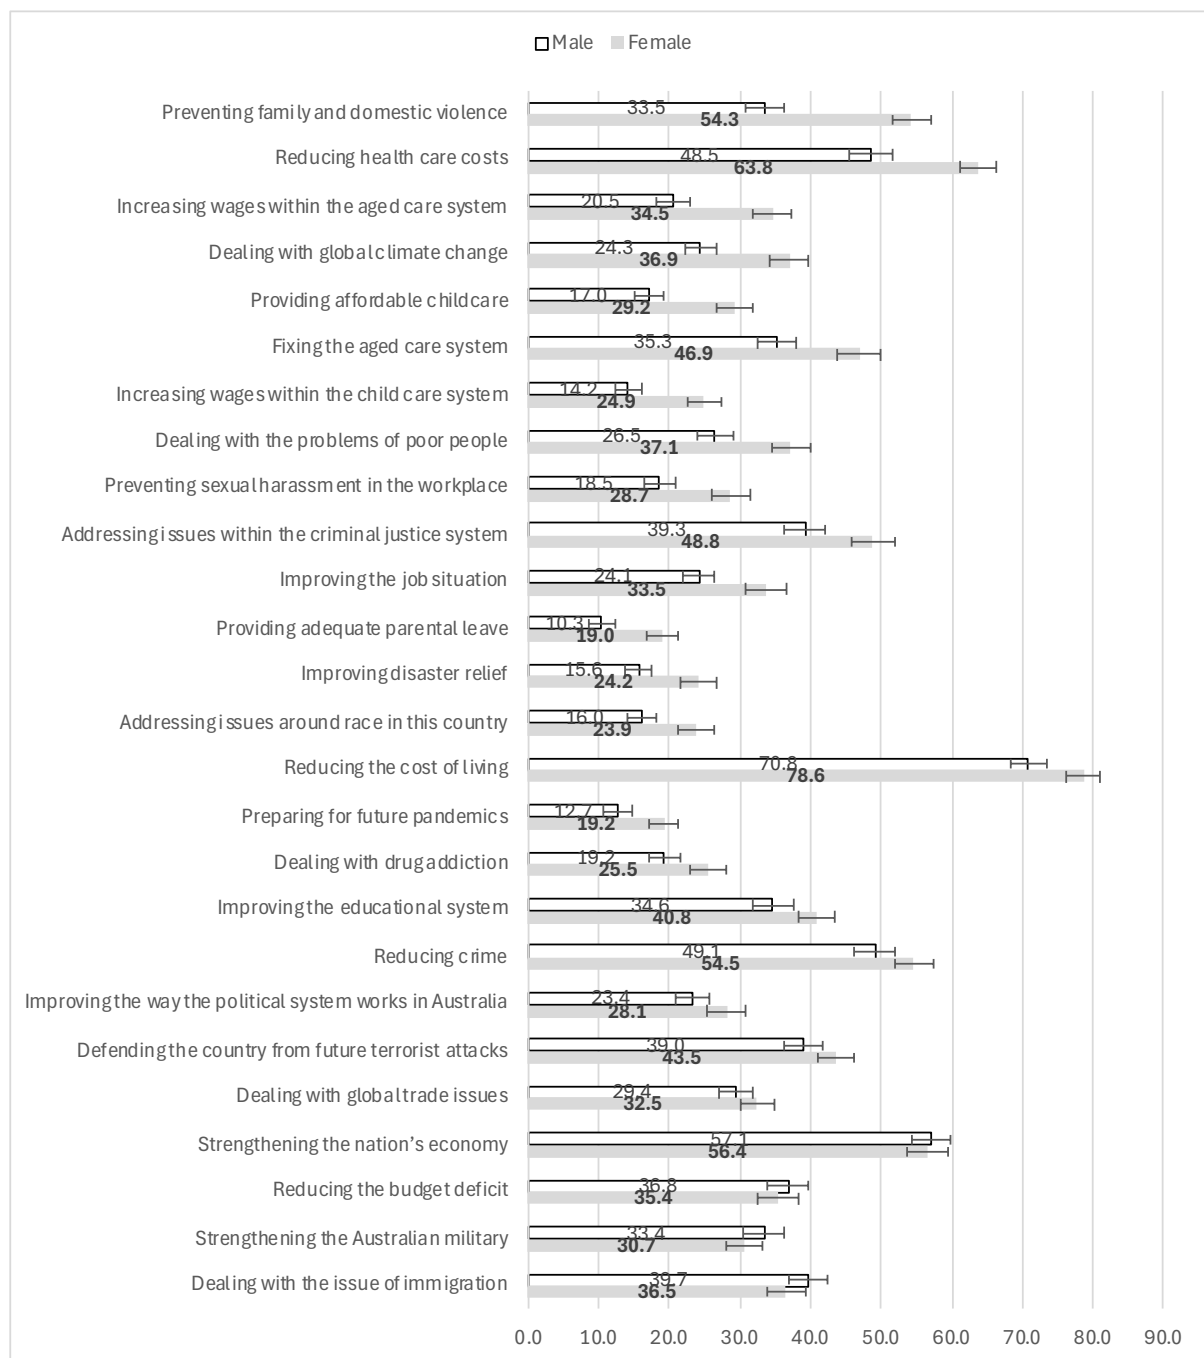 Male Female
Preventing family and domestic violence 33.5 54.3
Reducing health care costs 48.5 63.8
Increasing wages within the aged care system 20.5 34.5
Dealing with global climate change 24.3 36.9
Providing affordable childcare 17.0 29.2
Fixing the aged care system 35.3 46.9
Increasing wages within the child care system 14.2 24.9
Dealing with the problems of poor people 26.5 37.1
Preventing sexual harassment in the workplace 18.5 28.7
Addressing issues within the criminal justice system 39.3 48.8
Improving the job situation 24.1 33.5
Providing adequate parental leave 10.3 19.0
Improving disaster relief 15.6 24.2
Addressing issues around race in this country 16.0 23.9
Reducing the cost of living 70.8 78.6
Preparing for future pandemics 12.7 19.2
Dealing with drug addiction 19.2 25.5
Improving the educational system 34.6 40.8
Reducing crime 49.1 54.5
Improving the way the political system works in Australia 23.4 28.1
Defending the country from future terrorist attacks 39.0 43.5
Dealing with global trade issues 29.4 32.5
Strengthening the nation’s economy 57.1 56.4
Reducing the budget deficit 36.8 35.4
Strengthening the Australian military 33.4 30.7
Dealing with the issue of immigration 39.7 36.5
0.0 10.0 20.0 30.0 40.0 50.0 60.0 70.0 80.0 90.0